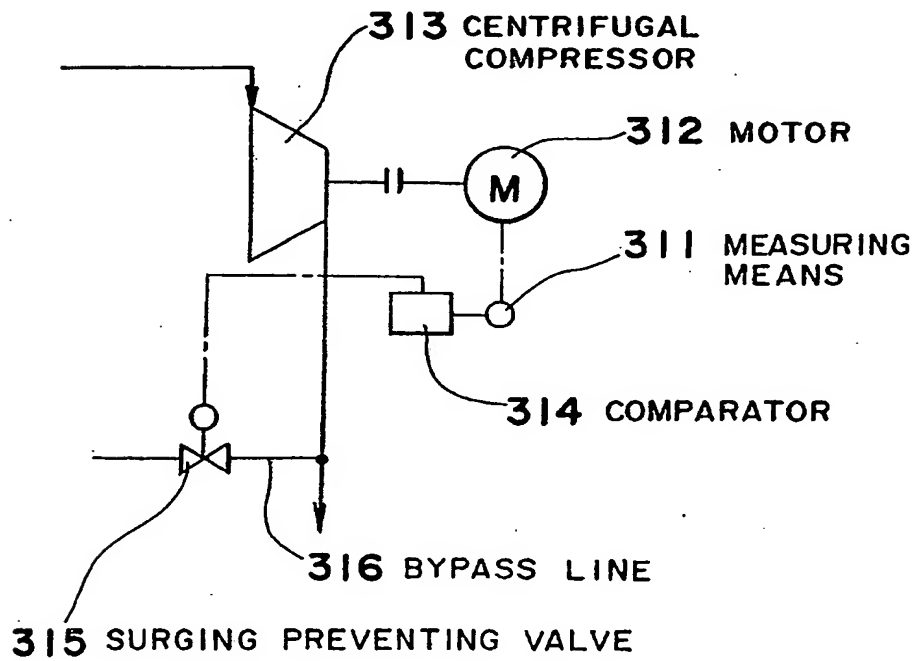 313 CENTRIFUGAL
COMPRESSOR
312 MOTOR
M
311 MEASURING
MEANS
314 COMPARATOR
316 BYPASS LINE
315 SURGING PREVENTING VALVE